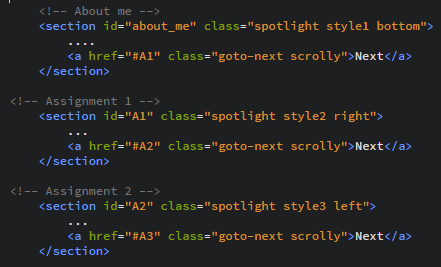 <!-- About me -->
<section id="about_me" class="spotlight style1 bottom">
....
<a href="#A1" class="goto-next scrolly">Next</a>
</section>
<!-- Assignment 1 -->
<section id="A1" class="spotlight style2 right">
...
<a href="#A2" class="goto-next scrolly">Next</a>
</section>
<!-- Assignment 2 -->
<section id="A2" class="spotlight style3 left">
...
<a href="#A3" class="goto-next scrolly">Next</a>
</section>